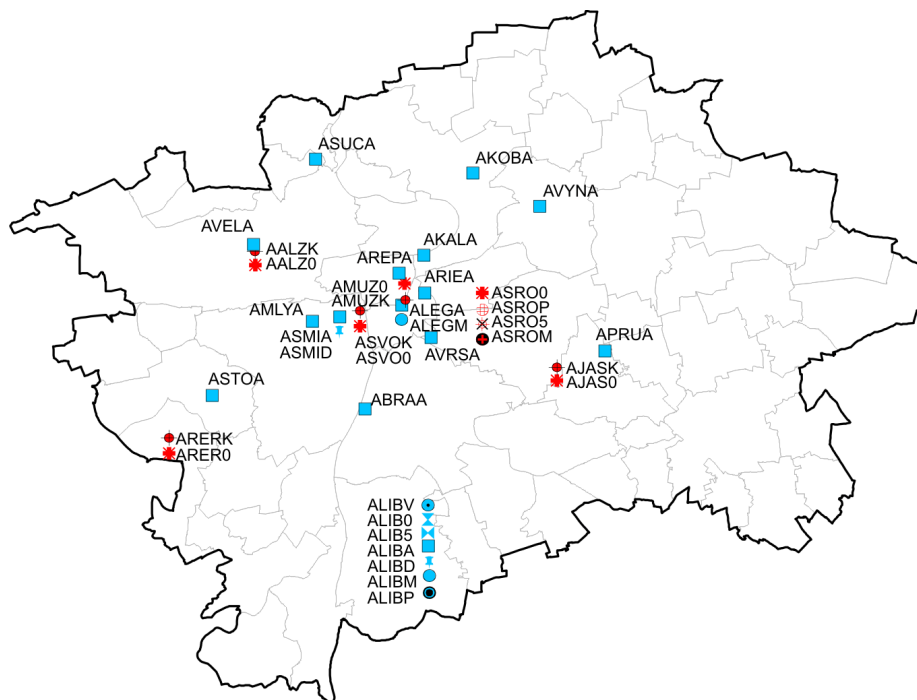 ASUCA
AKOBA
AVYNA
AVELA
AALZK
AALZ0
AKALA
AREPA
ARIEA
AMUZ0
AMUZK
ASRO0
ASROP
ASRO5
ASROM
AMLYA
ALEGA
ALEGM
ASMIA
ASMID
ASVOK
ASVO0
AVRSA
APRUA
AJASK
AJAS0
ASTOA
ABRAA
ARERK
ARER0
ALIBV
ALIB0
ALIB5
ALIBA
ALIBD
ALIBM
ALIBP